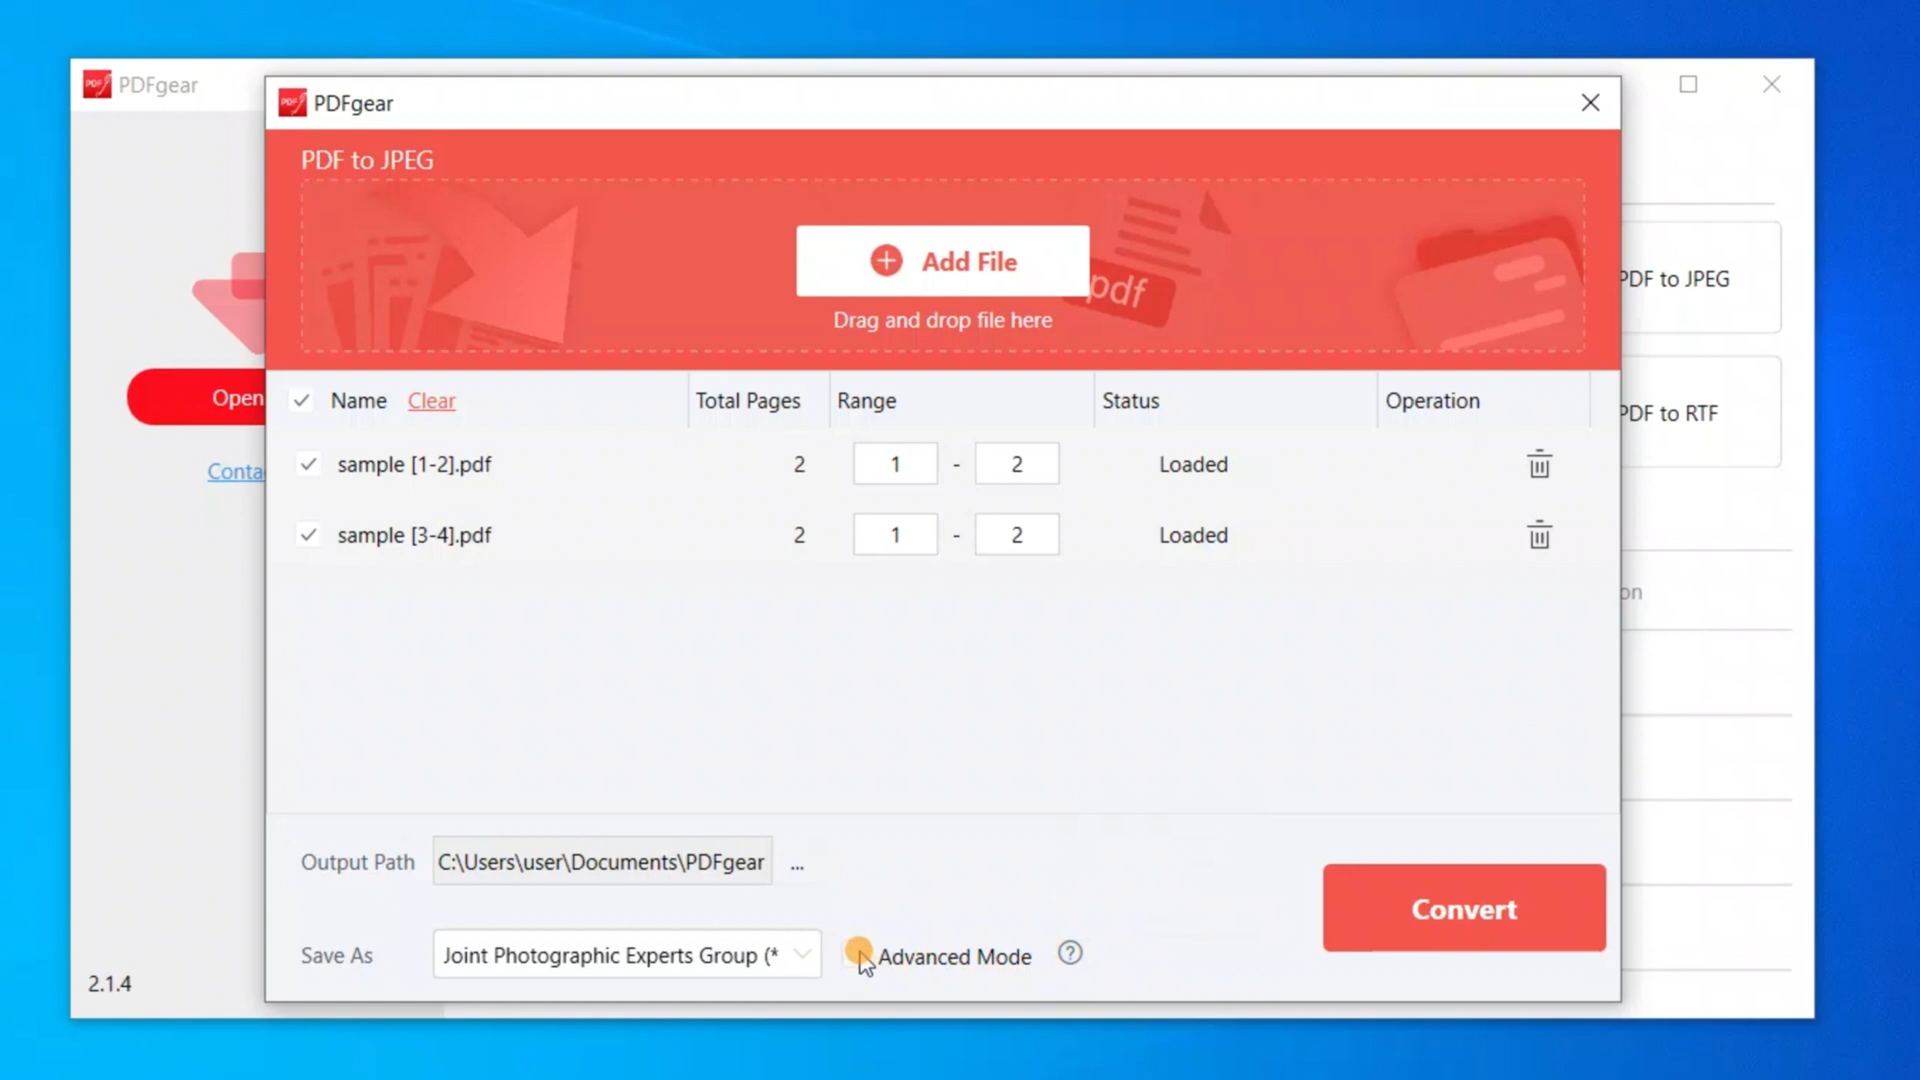 PDFgear
PDFgear
PDF to JPEG
Add File
pdf
Drag and drop file here
PDF to JPEG
Open
Name Clear Total Pages Range Status Operation
PDF to RTF
sample [1-2].pdf 2 1 - 2 Loaded
Conta
sample [3-4].pdf 2 1 - 2 Loaded
on
Output Path C:\Users\user\Documents\PDFgear ...
Convert
Save As Joint Photographic Experts Group (* Advanced Mode ?
2.1.4